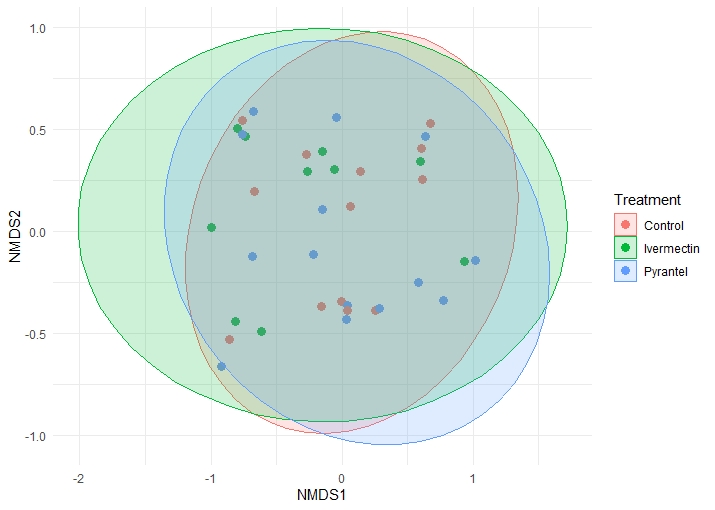 1.0
0.5
0.0
-0.5
-1.0
NMDS2
-2
-1
0
1
NMDS1
Treatment
Control
Ivermectin
Pyrantel